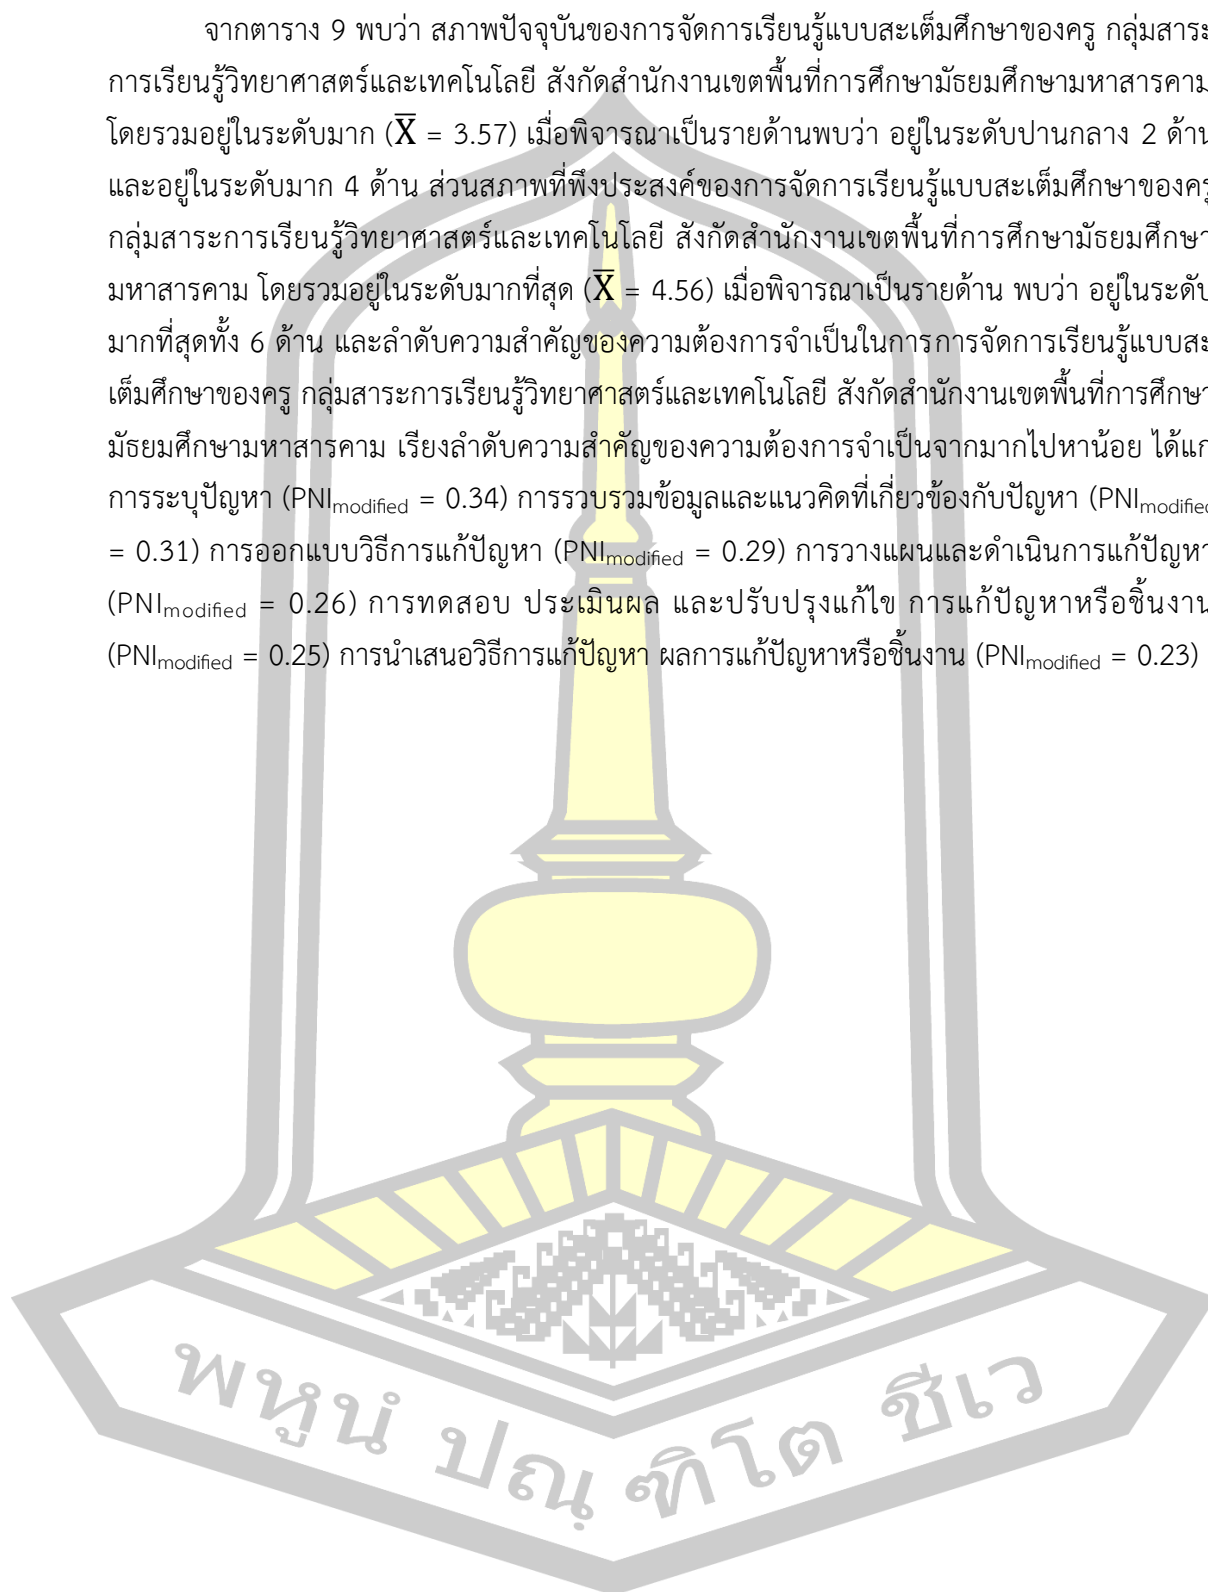 จากตาราง 9 พบว่า สภาพปัจจุบันของการจัดการเรียนรู้แบบสะเต็มศึกษาของครู กลุ่มสาระ
การเรียนรู้วิทยาศาสตร์และเทคโนโลยี สังกัดสำนักงานเขตพื้นที่การศึกษามัธยมศึกษามหาสารคาม
โดยรวมอยู่ในระดับมาก (X̅ = 3.57) เมื่อพิจารณาเป็นรายด้านพบว่า อยู่ในระดับปานกลาง 2 ด้าน
และอยู่ในระดับมาก 4 ด้าน ส่วนสภาพที่พึงประสงค์ของการจัดการเรียนรู้แบบสะเต็มศึกษาของครู
กลุ่มสาระการเรียนรู้วิทยาศาสตร์และเทคโนโลยี สังกัดสำนักงานเขตพื้นที่การศึกษามัธยมศึกษา
มหาสารคาม โดยรวมอยู่ในระดับมากที่สุด (X̅ = 4.56) เมื่อพิจารณาเป็นรายด้าน พบว่า อยู่ในระดับ
มากที่สุดทั้ง 6 ด้าน และลำดับความสำคัญของความต้องการจำเป็นในการการจัดการเรียนรู้แบบสะ
เต็มศึกษาของครู กลุ่มสาระการเรียนรู้วิทยาศาสตร์และเทคโนโลยี สังกัดสำนักงานเขตพื้นที่การศึกษา
มัธยมศึกษามหาสารคาม เรียงลำดับความสำคัญของความต้องการจำเป็นจากมากไปหาน้อย ได้แก่
การระบุปัญหา (PNImodified = 0.34) การรวบรวมข้อมูลและแนวคิดที่เกี่ยวข้องกับปัญหา (PNImodified
= 0.31) การออกแบบวิธีการแก้ปัญหา (PNImodified = 0.29) การวางแผนและดำเนินการแก้ปัญหา
(PNImodified = 0.26) การทดสอบ ประเมินผล และปรับปรุงแก้ไข การแก้ปัญหาหรือชิ้นงาน
(PNImodified = 0.25) การนำเสนอวิธีการแก้ปัญหา ผลการแก้ปัญหาหรือชิ้นงาน (PNImodified = 0.23)
พหูนํ ปณฺฑิโต ชีเว